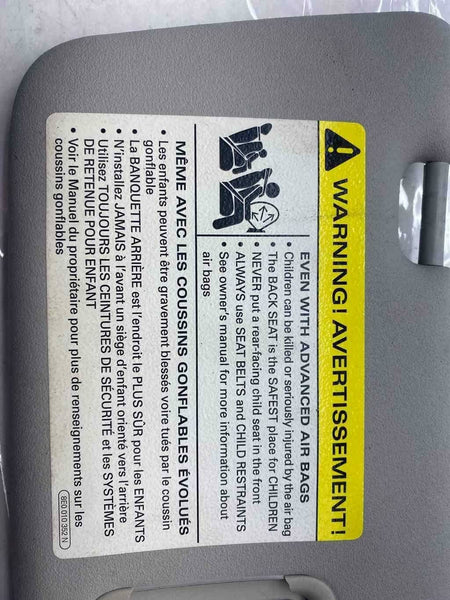 WARNING! AVERTISSEMENT!
EVEN WITH ADVANCED AIR BAGS
• Children can be killed or seriously injured by the air bag
• The BACK SEAT is the SAFEST place for CHILDREN
• NEVER put a rear-facing child seat in the front
• ALWAYS use SEAT BELTS and CHILD RESTRAINTS
• See owner's manual for more information about
air bags
MÊME AVEC LES COUSSINS GONFLABLES ÉVOLUÉS
• Les enfants peuvent être gravement blessés voire tués par le coussin
gonflable
• La BANQUETTE ARRIÈRE est l'endroit le PLUS SÛR pour les ENFANTS
• N'installez JAMAIS à l'avant un siège d'enfant orienté vers l'arrière
• Utilisez TOUJOURS LES CEINTURES DE SÉCURITÉ et les SYSTÈMES
DE RETENUE POUR ENFANT
• Voir le Manuel du propriétaire pour plus de renseignements sur les
coussins gonflables
8E0 010 352 N